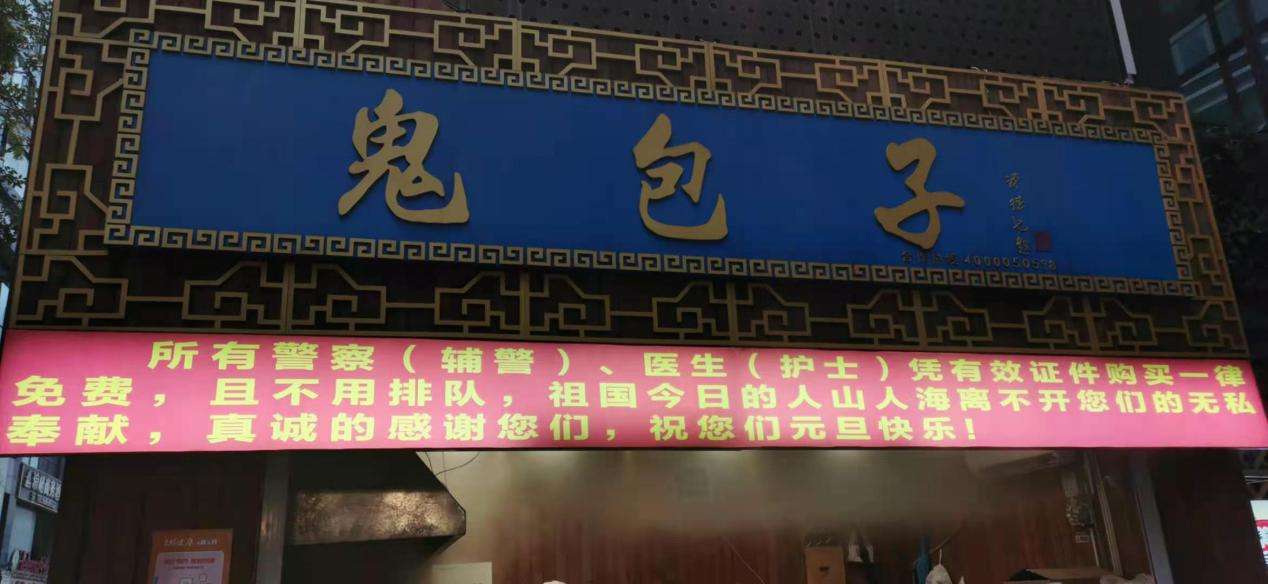 鬼包子
4000050598
所有警察（辅警）、医生（护士）凭有效证件购买一律
免费，且不用排队，祖国今日的人山人海离不开您们的无私
奉献，真诚的感谢您们，祝您们元旦快乐！